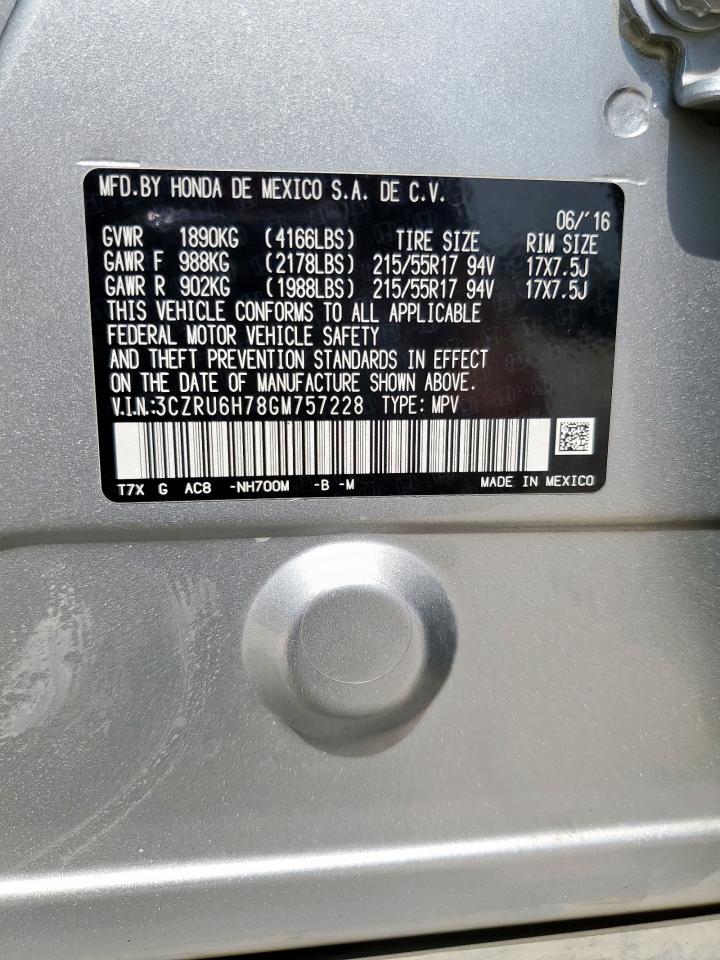 MFD.BY HONDA DE MEXICO S.A. DE C.V.
06/'16
GVWR 1890KG (4166LBS) TIRE SIZE RIM SIZE
GAWR F 988KG (2178LBS) 215/55R17 94V 17X7.5J
GAWR R 902KG (1988LBS) 215/55R17 94V 17X7.5J
THIS VEHICLE CONFORMS TO ALL APPLICABLE
FEDERAL MOTOR VEHICLE SAFETY
AND THEFT PREVENTION STANDARDS IN EFFECT
ON THE DATE OF MANUFACTURE SHOWN ABOVE.
V.I.N:3CZRU6H78GM757228 TYPE: MPV
T7X G AC8 -NH700M -B -M MADE IN MEXICO